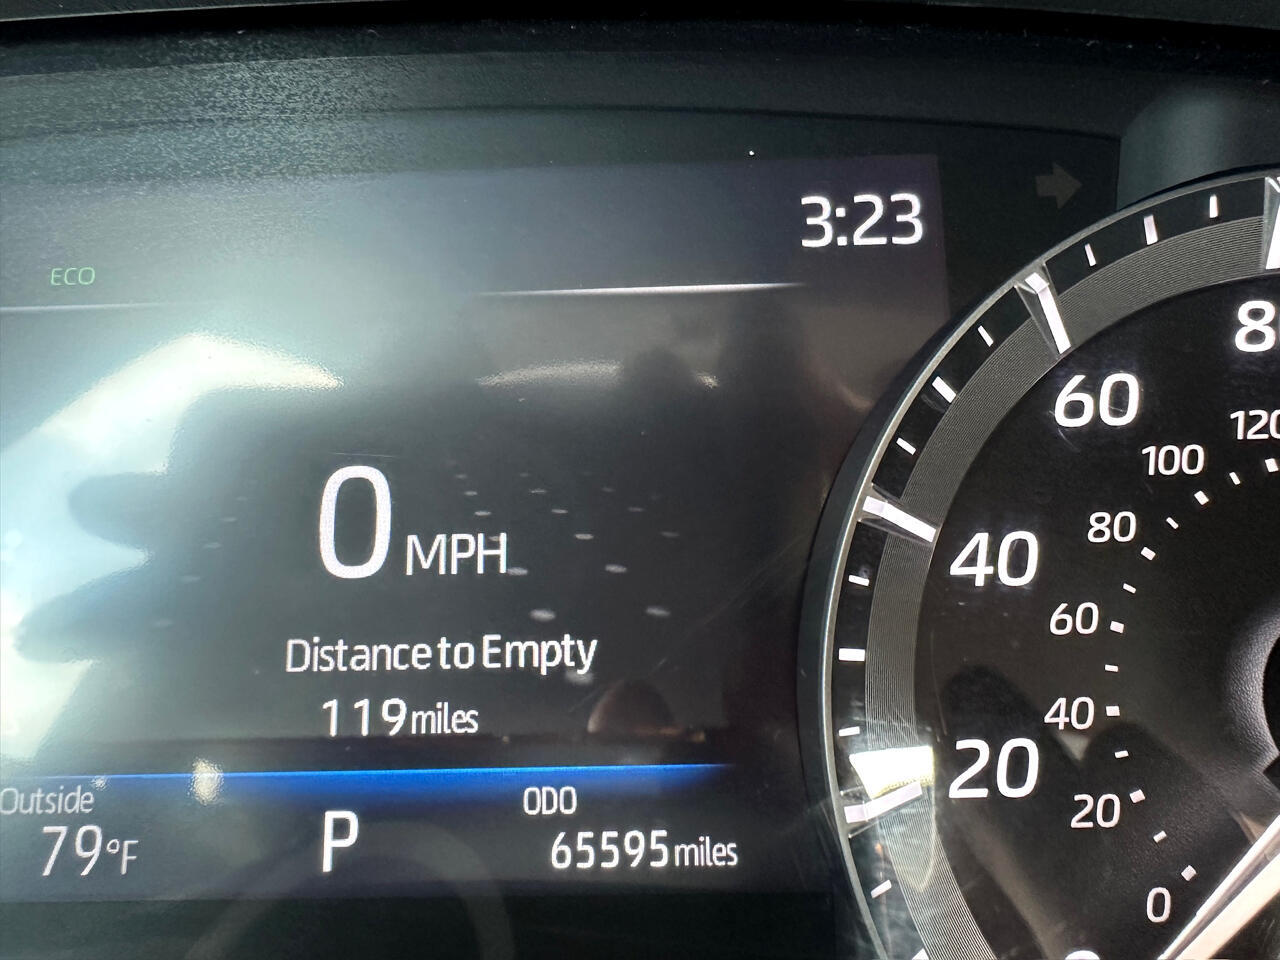 3:23
ECO
0 MPH
Distance to Empty
119 miles
Outside
79°F
P
ODO
65595 miles
60
40
20
120
100
80
60
40
20
0